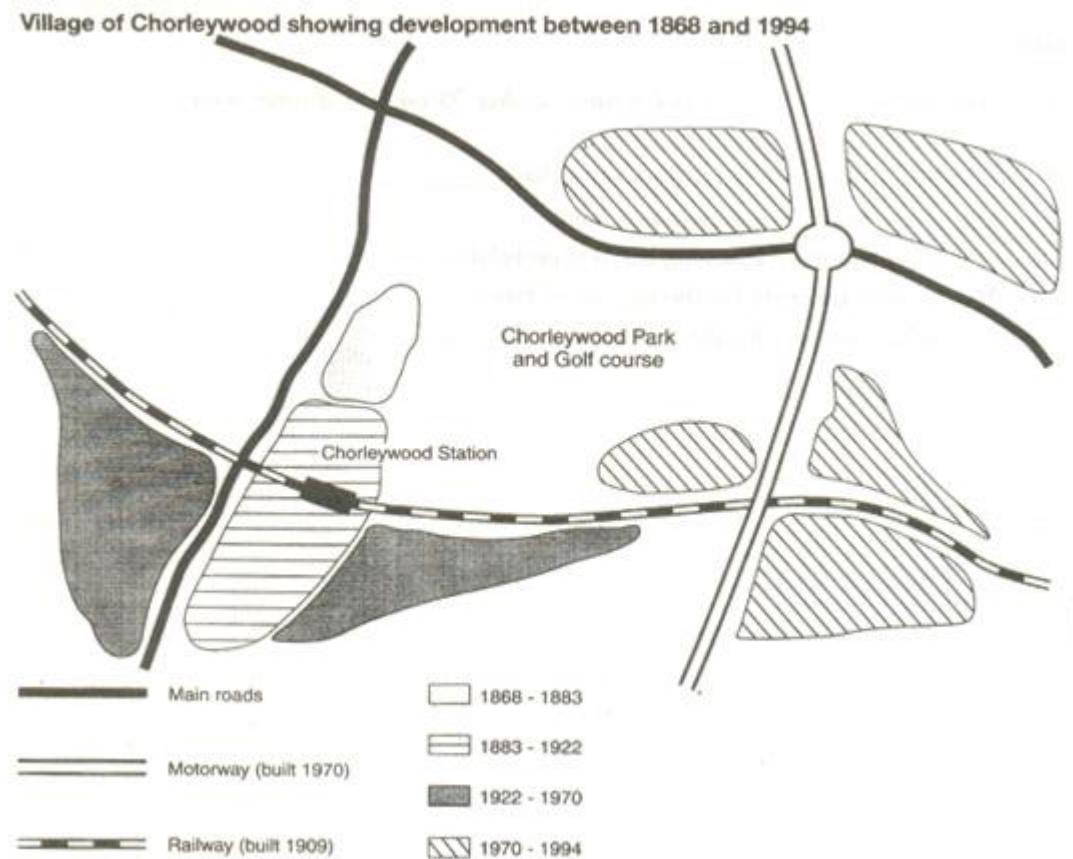 Village of Chorleywood showing development between 1868 and 1994
Chorleywood Park
and Golf course
Chorleywood Station
Main roads
Motorway (built 1970)
Railway (built 1909)
1868 - 1883
1883 - 1922
1922 - 1970
1970 - 1994